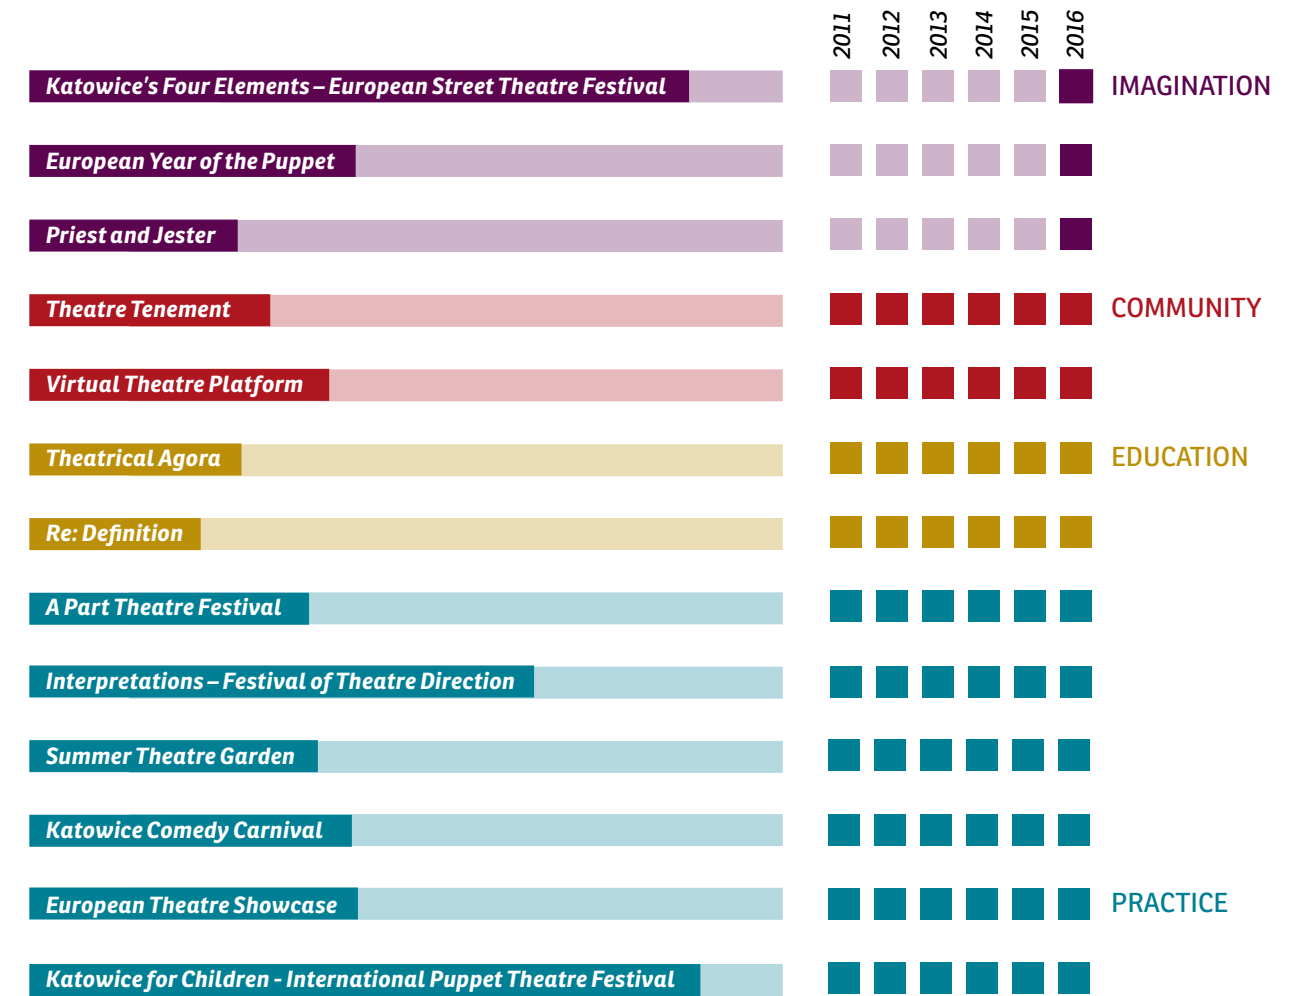 2011 2012 2013 2014 2015 2016
Katowice's Four Elements – European Street Theatre Festival IMAGINATION
European Year of the Puppet
Priest and Jester
Theatre Tenement COMMUNITY
Virtual Theatre Platform
Theatrical Agora EDUCATION
Re: Definition
A Part Theatre Festival
Interpretations – Festival of Theatre Direction
Summer Theatre Garden
Katowice Comedy Carnival
European Theatre Showcase PRACTICE
Katowice for Children - International Puppet Theatre Festival